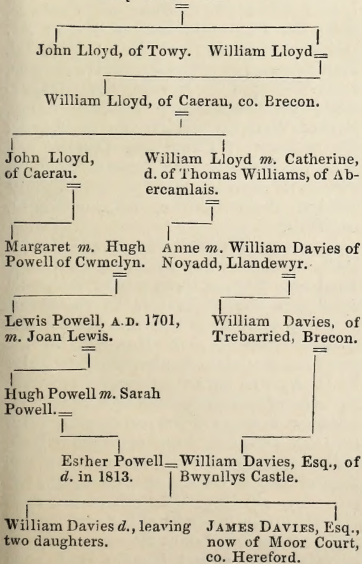 John Lloyd, of Towy. William Lloyd
William Lloyd, of Caerau, co. Brecon.
John Lloyd,
of Caerau.
William Lloyd m. Catherine,
d. of Thomas Williams, of Ab-
ercamlais.
Margaret m. Hugh
Powell of Cwmclyn.
Anne m. William Davies of
Noyadd, Llandewyr.
Lewis Powell, A.D. 1701,
m. Joan Lewis.
William Davies, of
Trebarried, Brecon.
Hugh Powell m. Sarah
Powell.
Esther Powell=William Davies, Esq., of
d. in 1813. Bwynllys Castle.
William Davies d., leaving
two daughters.
JAMES DAVIES, Esq.,
now of Moor Court,
co. Hereford.